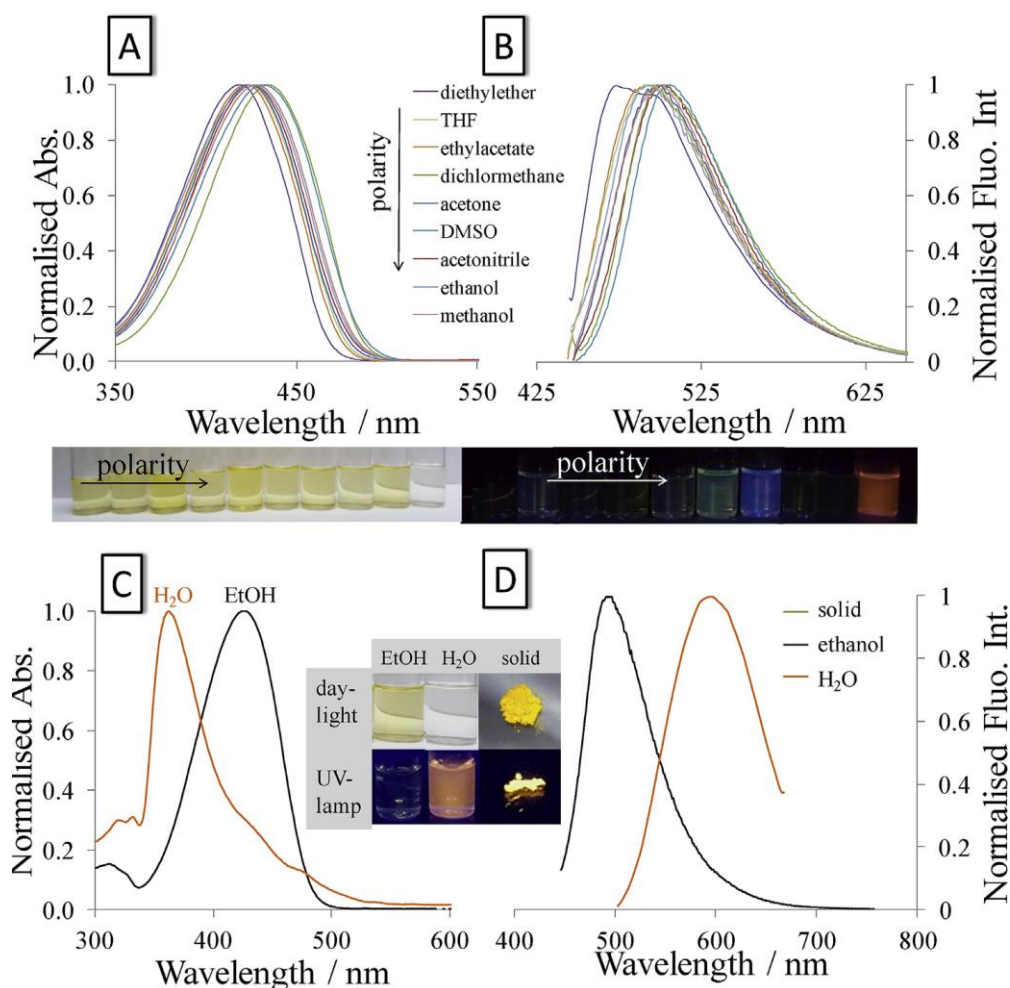 A
B
1.0
0.8
0.6
0.4
0.2
0.0
Normalised Abs.
350
450
550
Wavelength / nm
diethylether
THF
ethylacetate
dichlormethane
acetone
DMSO
acetonitrile
ethanol
methanol
polarity
1
0.8
0.6
0.4
0.2
0
Normalised Fluo. Int
425
525
625
Wavelength / nm
polarity
polarity
C
D
H₂O
EtOH
1.0
0.8
0.6
0.4
0.2
0.0
Normalised Abs.
300
400
500
600
Wavelength / nm
EtOH H₂O solid
day-
light
UV-
lamp
solid
ethanol
H₂O
1
0.8
0.6
0.4
0.2
0
Normalised Fluo. Int.
400
500
600
700
800
Wavelength / nm